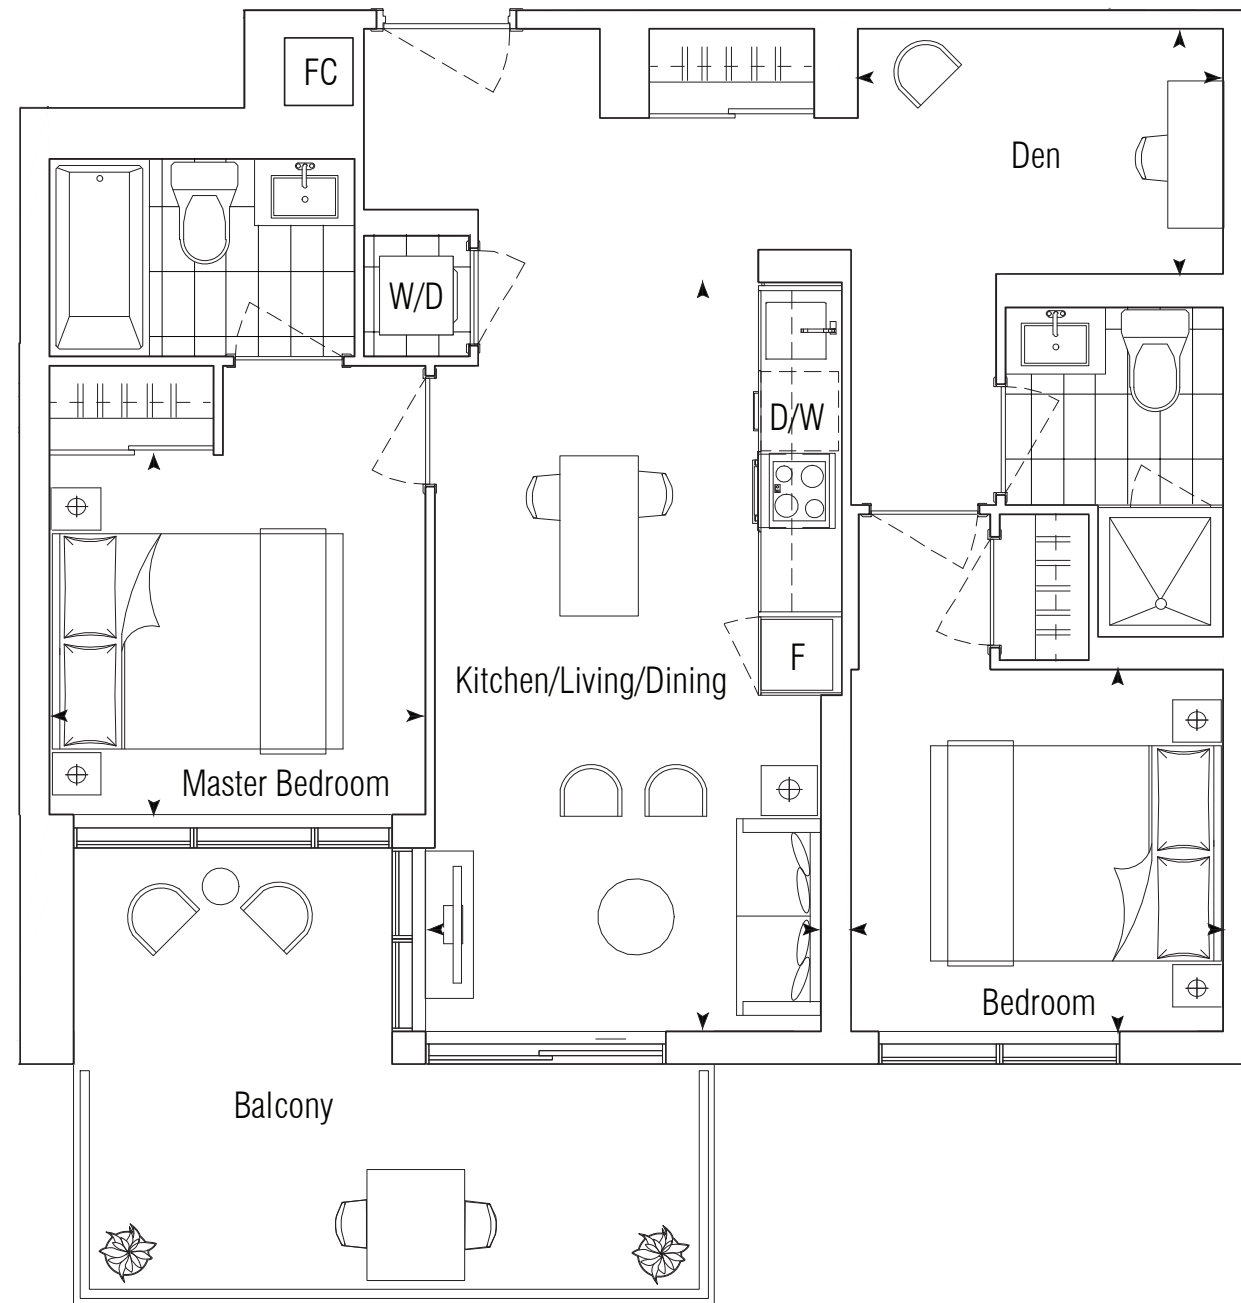 FC
Den
W/D
D/W
F
Kitchen/Living/Dining
Master Bedroom
Bedroom
Balcony